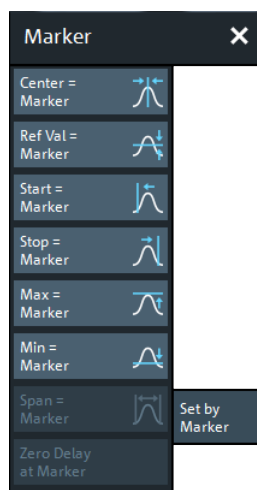 Marker
Center =
Marker
Ref Val =
Marker
Start =
Marker
Stop =
Marker
Max =
Marker
Min =
Marker
Span =
Marker
Set by
Marker
Zero Delay
at Marker